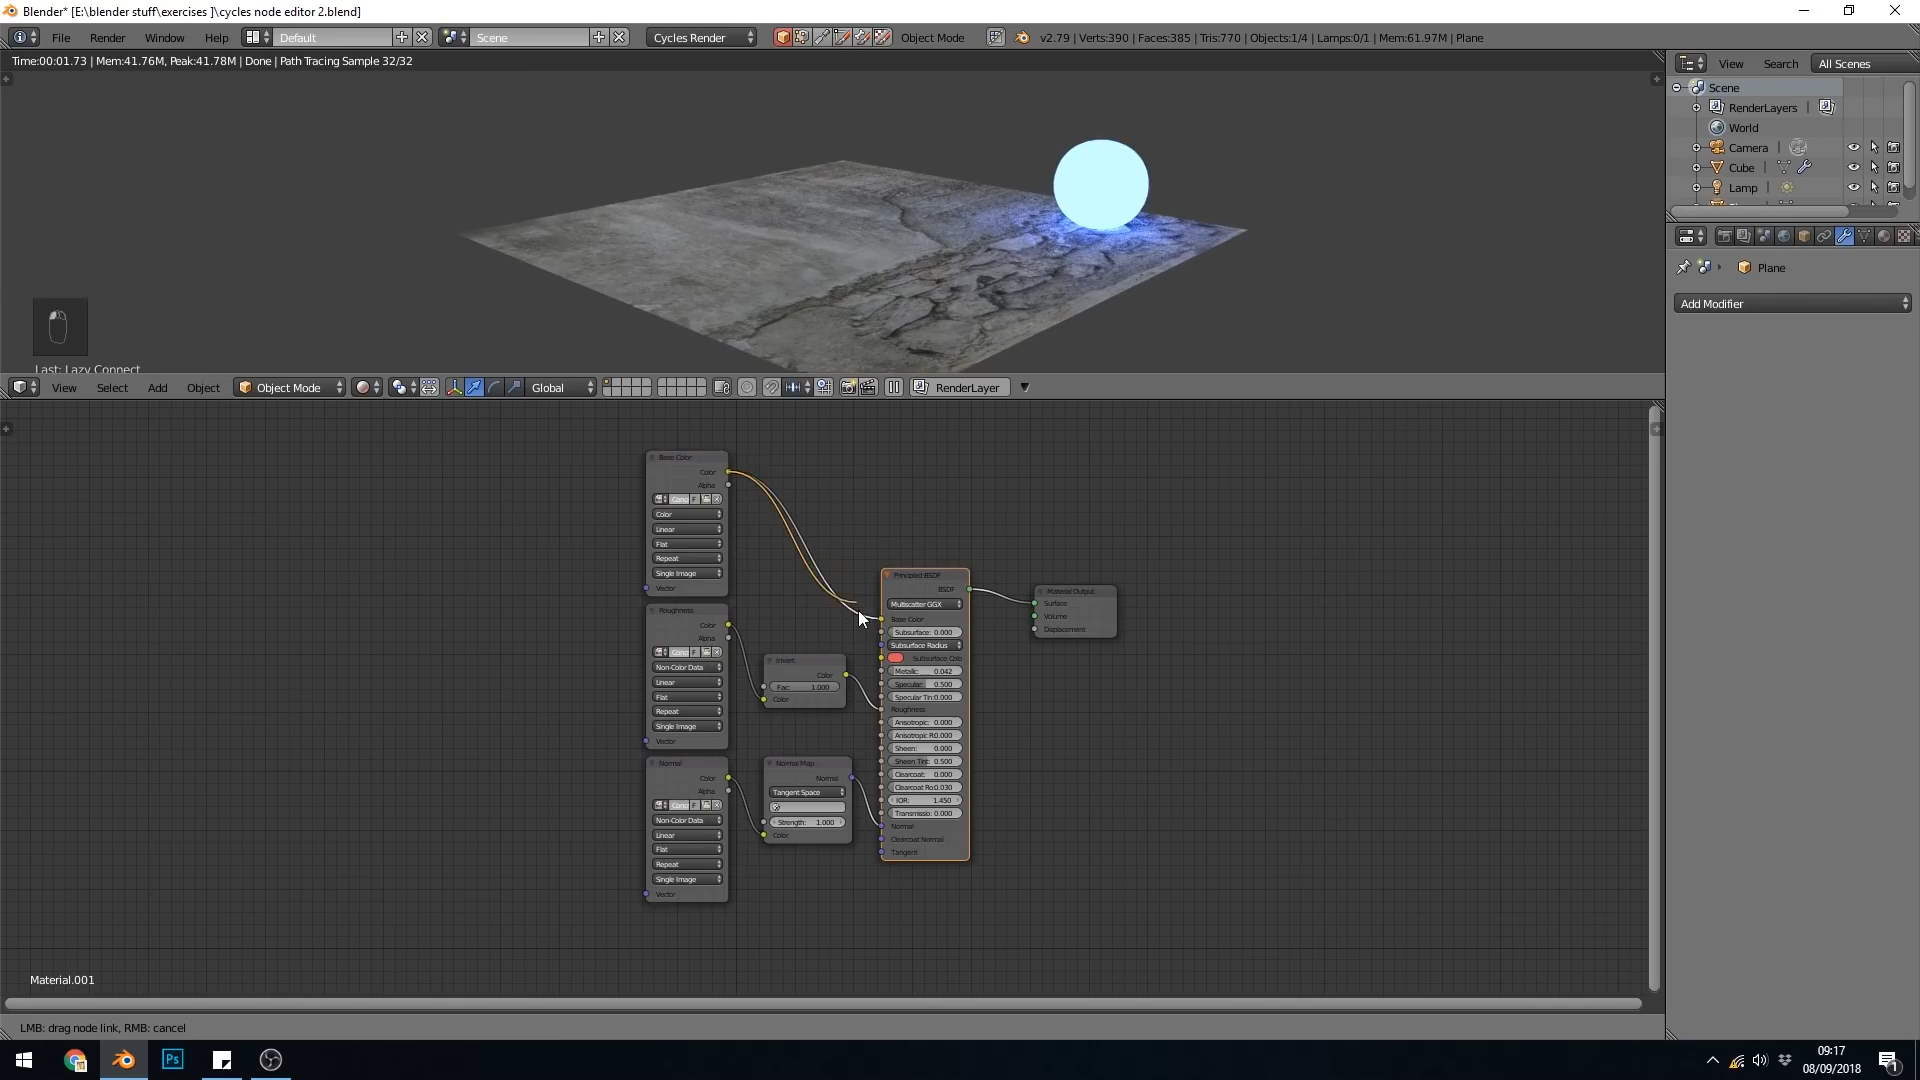 Blender* [E:\blender stuff\exercises ]\cycles node editor 2.blend]
File Render Window Help Default Scene Cycles Render Object Mode v2.79 | Verts:390 | Faces:385 | Tris:770 | Objects:1/4 | Lamps:0/1 | Mem:61.97M | Plane
Time:00:01.73 | Mem:41.76M, Peak:41.78M | Done | Path Tracing Sample 32/32
View Search All Scenes
Scene
RenderLayers |
World
Camera |
Cube |
Lamp |
Plane
Add Modifier
Last: Lazy Connect
View Select Add Object Object Mode Global RenderLayer
Base Color
Color
Alpha
Conc F
Color
Linear
Flat
Repeat
Single Image
Vector
Roughness
Color
Alpha
Conc F
Non-Color Data
Linear
Flat
Repeat
Single Image
Vector
Normal
Color
Alpha
Conc F
Non-Color Data
Linear
Flat
Repeat
Single Image
Vector
Invert
Color
Fac: 1.000
Color
Normal Map
Normal
Tangent Space
Strength: 1.000
Color
Principled BSDF
BSDF
Multiscatter GGX
Base Color
Subsurface: 0.000
Subsurface Radius
Subsurface Colo
Metallic: 0.042
Specular: 0.500
Specular Tin:0.000
Roughness
Anisotropic: 0.000
Anisotropic R:0.000
Sheen: 0.000
Sheen Tint: 0.500
Clearcoat: 0.000
Clearcoat Ro:0.030
IOR: 1.450
Transmissio: 0.000
Normal
Clearcoat Normal
Tangent
Material Output
Surface
Volume
Displacement
Material.001
LMB: drag node link, RMB: cancel
Ps
09:17
08/09/2018
1